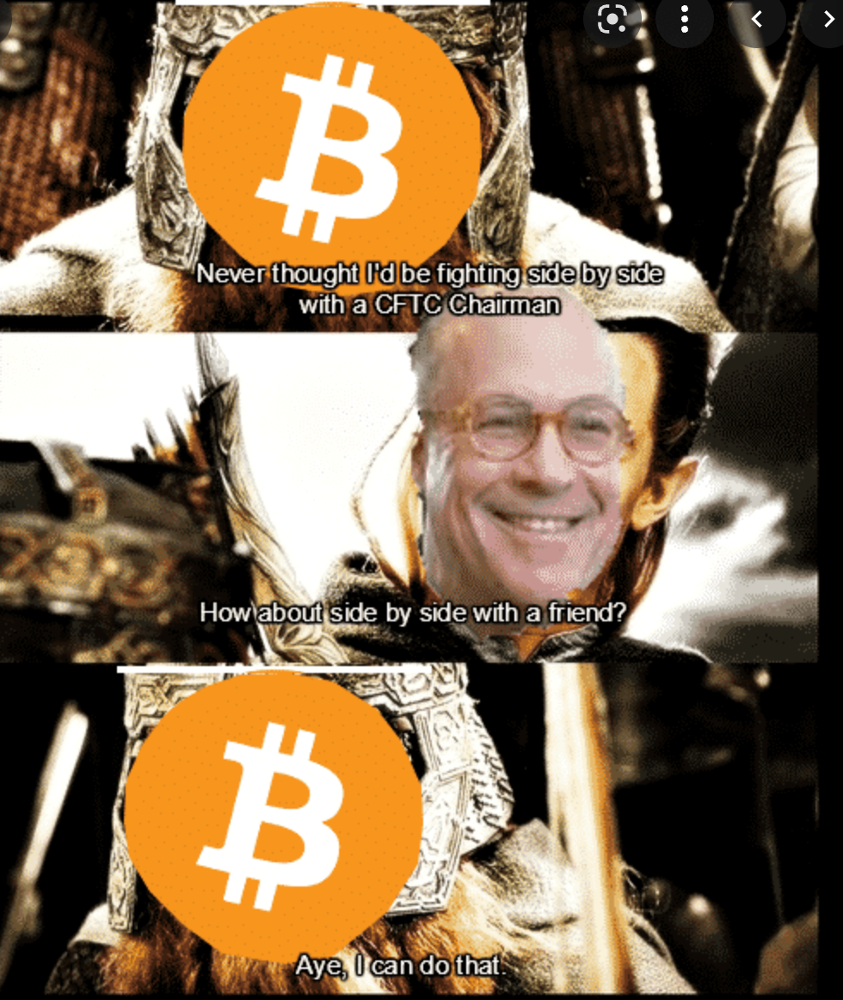 Never thought I'd be fighting side by side
with a CFTC Chairman
How about side by side with a friend?
Aye, I can do that.